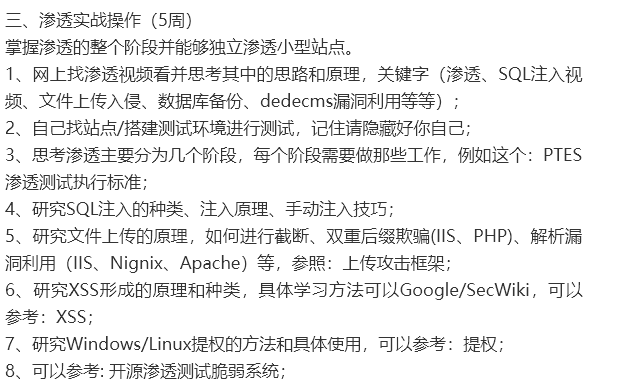 三、渗透实战操作（5周）
掌握渗透的整个阶段并能够独立渗透小型站点。
1、网上找渗透视频看并思考其中的思路和原理，关键字（渗透、SQL注入视
频、文件上传入侵、数据库备份、dedecms漏洞利用等等）；
2、自己找站点/搭建测试环境进行测试，记住请隐藏好你自己；
3、思考渗透主要分为几个阶段，每个阶段需要做那些工作，例如这个：PTES
渗透测试执行标准；
4、研究SQL注入的种类、注入原理、手动注入技巧；
5、研究文件上传的原理，如何进行截断、双重后缀欺骗(IIS、PHP)、解析漏
洞利用（IIS、Nignix、Apache）等，参照：上传攻击框架；
6、研究XSS形成的原理和种类，具体学习方法可以Google/SecWiki，可以
参考：XSS；
7、研究Windows/Linux提权的方法和具体使用，可以参考：提权；
8、可以参考: 开源渗透测试脆弱系统；